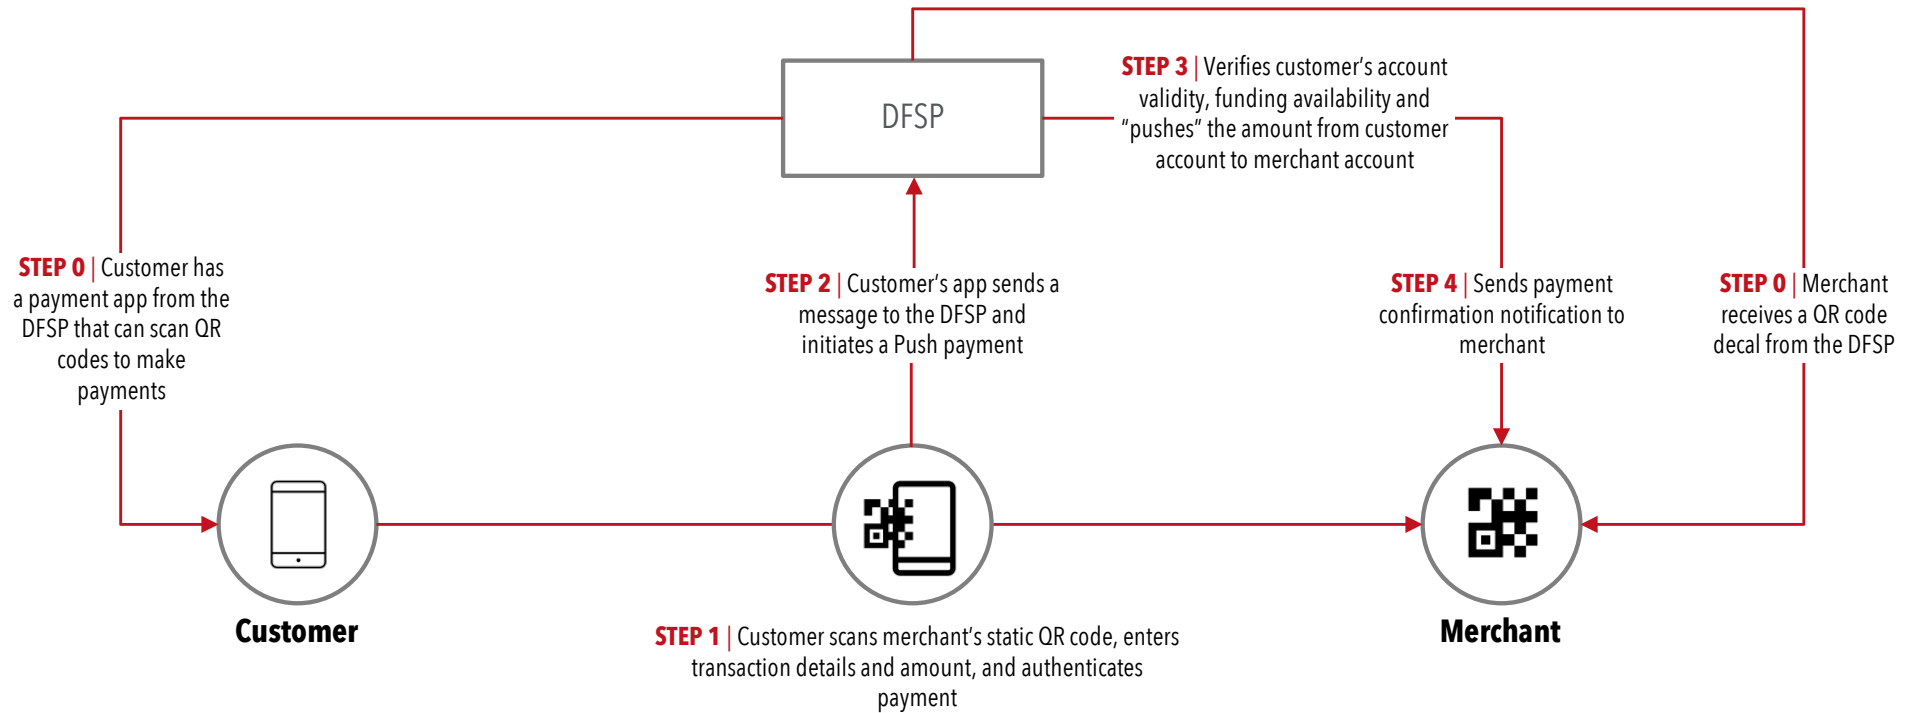 DFSP
STEP 3 | Verifies customer’s account
validity, funding availability and
“pushes” the amount from customer
account to merchant account
STEP 0 | Customer has
a payment app from the
DFSP that can scan QR
codes to make
payments
STEP 2 | Customer’s app sends a
message to the DFSP and
initiates a Push payment
STEP 4 | Sends payment
confirmation notification to
merchant
STEP 0 | Merchant
receives a QR code
decal from the DFSP
Customer
STEP 1 | Customer scans merchant’s static QR code, enters
transaction details and amount, and authenticates
payment
Merchant